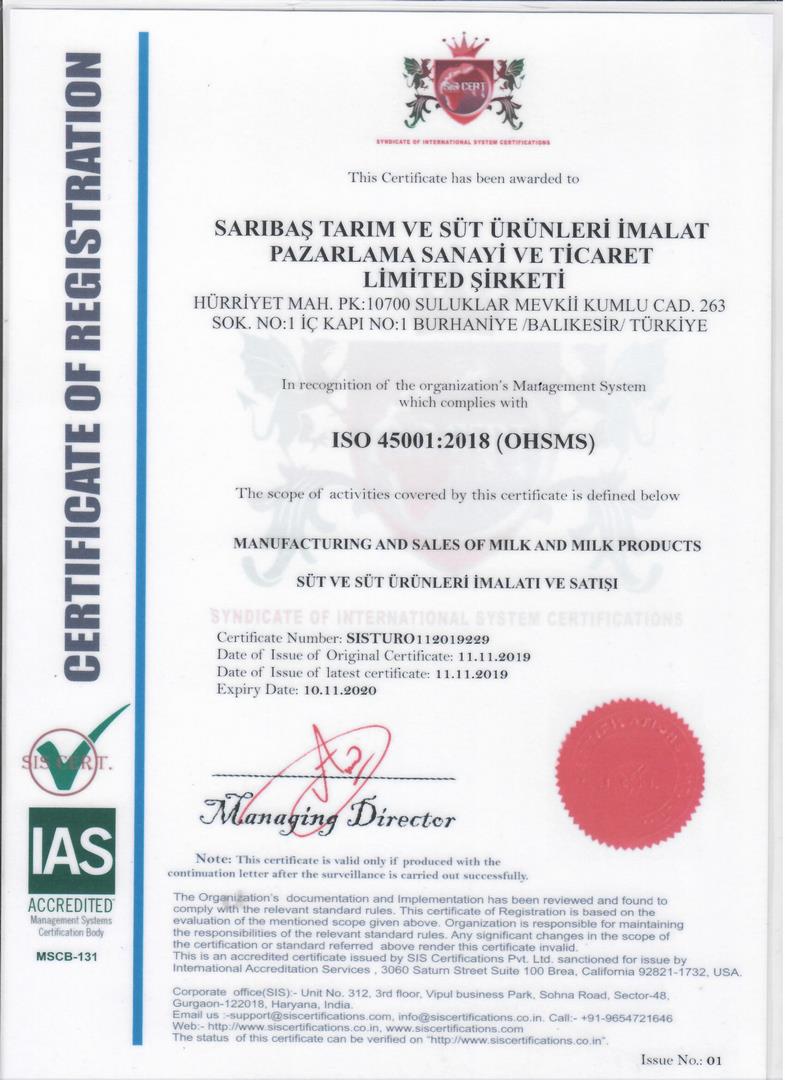 CERTIFICATE OF REGISTRATION
SIS CERT
SYNDICATE OF INTERNATIONAL SYSTEM CERTIFICATIONS
This Certificate has been awarded to
SARIBAŞ TARIM VE SÜT ÜRÜNLERİ İMALAT
PAZARLAMA SANAYİ VE TİCARET
LİMİTED ŞİRKETİ
HÜRRİYET MAH. PK:10700 SULUKLAR MEVKİİ KUMLU CAD. 263
SOK. NO:1 İÇ KAPI NO:1 BURHANİYE /BALIKESİR/ TÜRKİYE
In recognition of the organization's Management System
which complies with
ISO 45001:2018 (OHSMS)
The scope of activities covered by this certificate is defined below
MANUFACTURING AND SALES OF MILK AND MILK PRODUCTS
SÜT VE SÜT ÜRÜNLERİ İMALATI VE SATIŞI
SYNDICATE OF INTERNATIONAL SYSTEM CERTIFICATIONS
Certificate Number: SISTURO112019229
Date of Issue of Original Certificate: 11.11.2019
Date of Issue of latest certificate: 11.11.2019
Expiry Date: 10.11.2020
Managing Director
SIS CERT.
IAS
ACCREDITED
Management Systems
Certification Body
MSCB-131
Note: This certificate is valid only if produced with the
continuation letter after the surveillance is carried out successfully.
The Organization's documentation and Implementation has been reviewed and found to
comply with the relevant standard rules. This certificate of Registration is based on the
evaluation of the mentioned scope given above. Organization is responsible for maintaining
the responsibilities of the relevant standard rules. Any significant changes in the scope of
the certification or standard referred above render this certificate invalid.
This is an accredited certificate issued by SIS Certifications Pvt. Ltd. sanctioned for issue by
International Accreditation Services , 3060 Saturn Street Suite 100 Brea, California 92821-1732, USA.
Corporate office(SIS):- Unit No. 312, 3rd floor, Vipul business Park, Sohna Road, Sector-48,
Gurgaon-122018, Haryana, India.
Email us :-support@siscertifications.com, info@siscertifications.co.in. Call:- +91-9654721646
Web:- http://www.siscertifications.co.in, www.siscertifications.com
The status of this certificate can be verified on "http://www.siscertifications.co.in".
Issue No.: 01